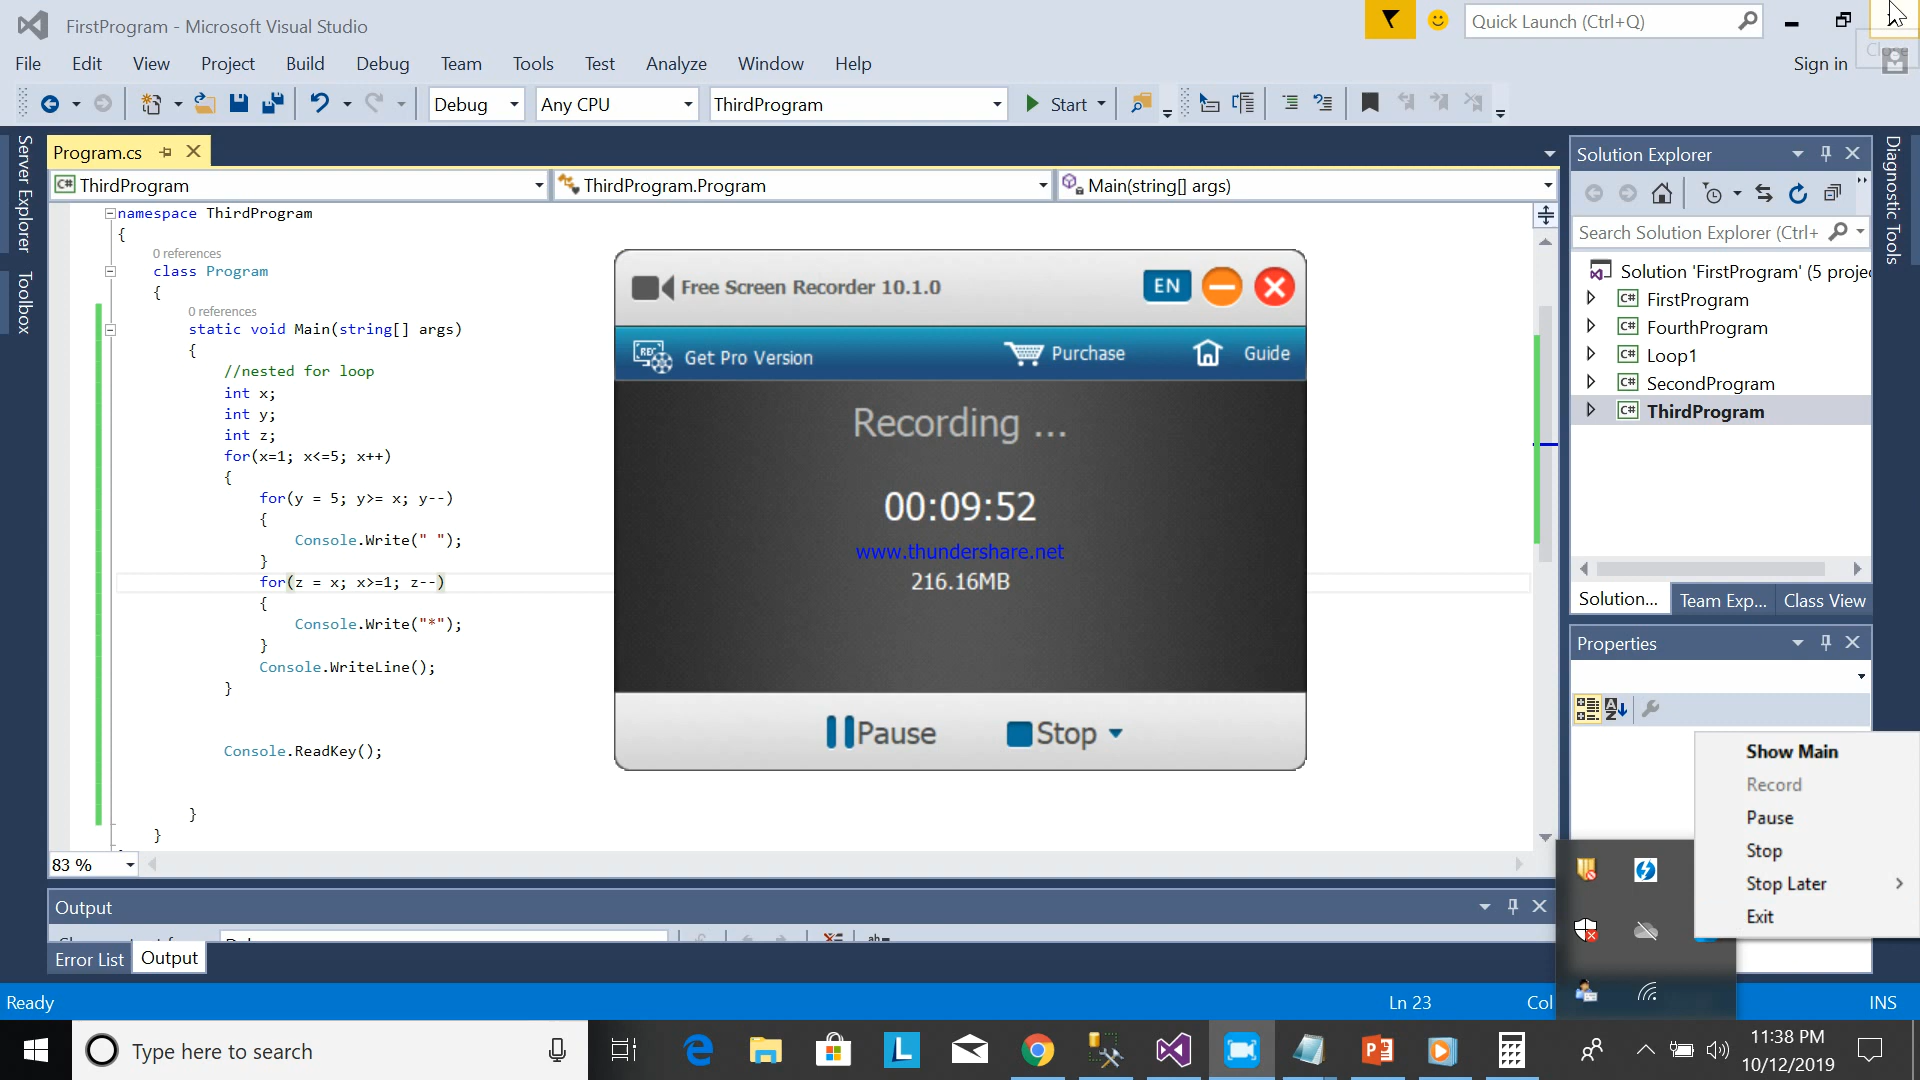 FirstProgram - Microsoft Visual Studio
Quick Launch (Ctrl+Q)
File Edit View Project Build Debug Team Tools Test Analyze Window Help
Sign in
Close
Debug
Any CPU
ThirdProgram
Start
Server Explorer
Toolbox
Program.cs
ThirdProgram
ThirdProgram.Program
Main(string[] args)
namespace ThirdProgram
{
0 references
class Program
{
0 references
static void Main(string[] args)
{
//nested for loop
int x;
int y;
int z;
for(x=1; x<=5; x++)
{
for(y = 5; y>= x; y--)
{
Console.Write(" ");
}
for(z = x; x>=1; z--)
{
Console.Write("*");
}
Console.WriteLine();
}
Console.ReadKey();
}
}
83 %
Free Screen Recorder 10.1.0
EN
Get Pro Version
Purchase
Guide
Recording ...
00:09:52
www.thundershare.net
216.16MB
Pause
Stop
Solution Explorer
Search Solution Explorer (Ctrl+
Solution 'FirstProgram' (5 proje
FirstProgram
FourthProgram
Loop1
SecondProgram
ThirdProgram
Solution...
Team Exp...
Class View
Diagnostic Tools
Properties
Show Main
Record
Pause
Stop
Stop Later
Exit
Output
Error List
Output
Ready
Ln 23
Col
INS
Type here to search
11:38 PM
10/12/2019